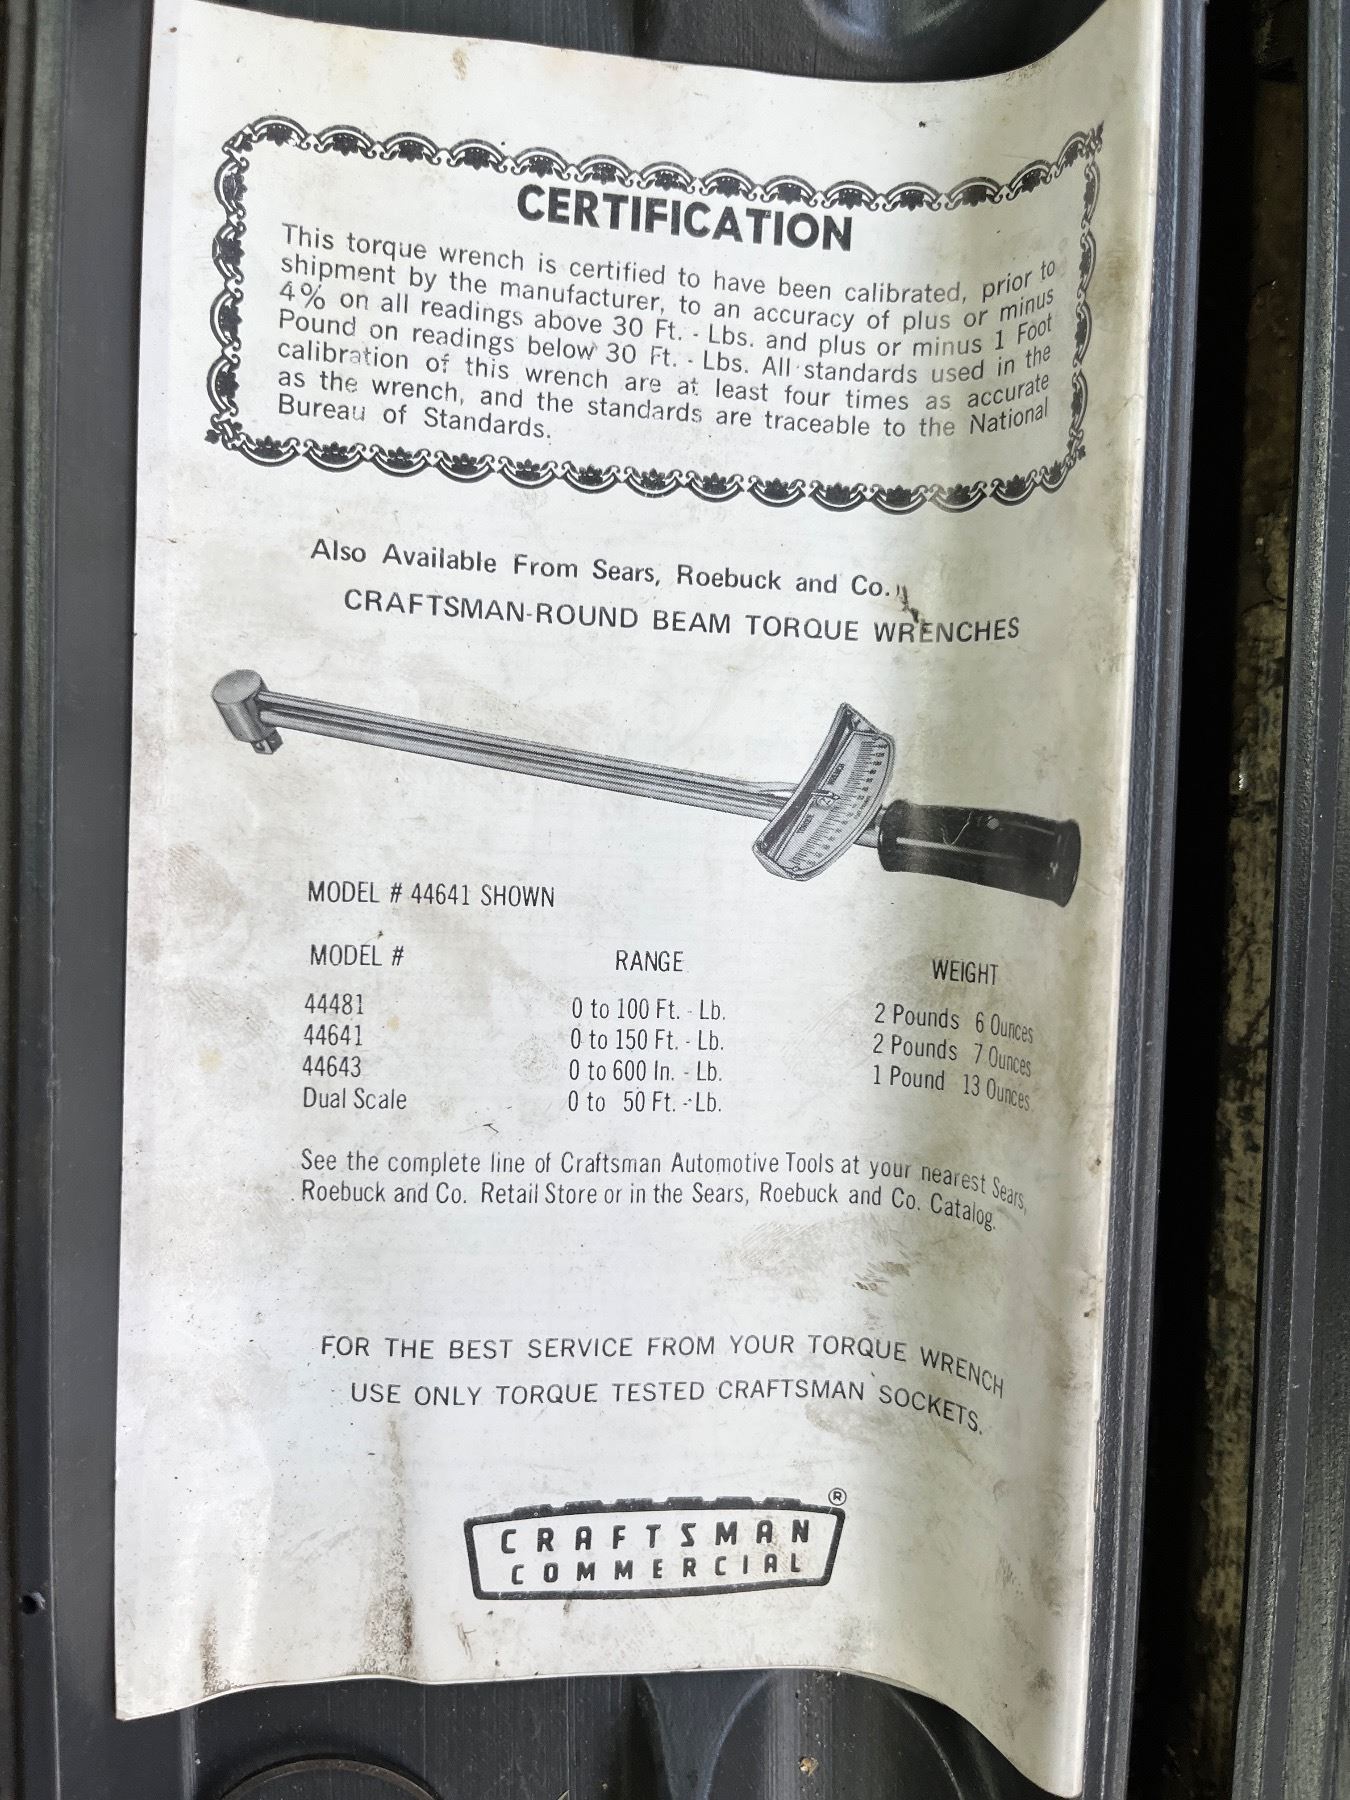 CERTIFICATION
This torque wrench is certified to have been calibrated, prior to
shipment by the manufacturer, to an accuracy of plus or minus
4% on all readings above 30 Ft. - Lbs. and plus or minus 1 Foot
Pound on readings below 30 Ft. - Lbs. All standards used in the
calibration of this wrench are at least four times as accurate
as the wrench, and the standards are traceable to the National
Bureau of Standards.
Also Available From Sears, Roebuck and Co.
CRAFTSMAN-ROUND BEAM TORQUE WRENCHES
MODEL # 44641 SHOWN
MODEL # RANGE WEIGHT
44481 0 to 100 Ft. - Lb. 2 Pounds 6 Ounces
44641 0 to 150 Ft. - Lb. 2 Pounds 7 Ounces
44643 0 to 600 In. - Lb. 1 Pound 13 Ounces
Dual Scale 0 to 50 Ft. - Lb.
See the complete line of Craftsman Automotive Tools at your nearest Sears,
Roebuck and Co. Retail Store or in the Sears, Roebuck and Co. Catalog.
FOR THE BEST SERVICE FROM YOUR TORQUE WRENCH
USE ONLY TORQUE TESTED CRAFTSMAN SOCKETS.
CRAFTSMAN ®
COMMERCIAL